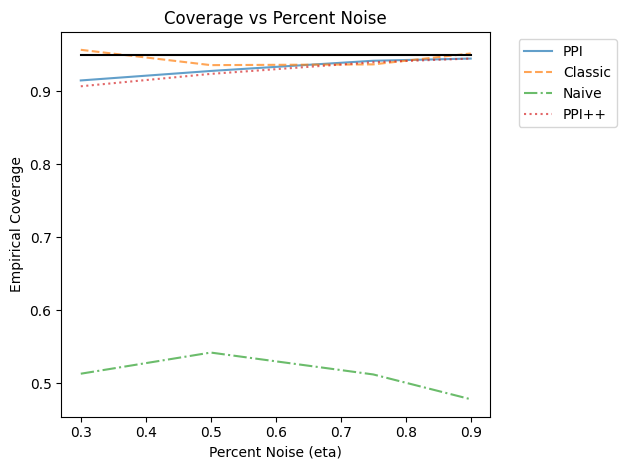 Coverage vs Percent Noise
PPI
Classic
Naive
PPI++
Empirical Coverage
0.9
0.8
0.7
0.6
0.5
0.3 0.4 0.5 0.6 0.7 0.8 0.9
Percent Noise (eta)